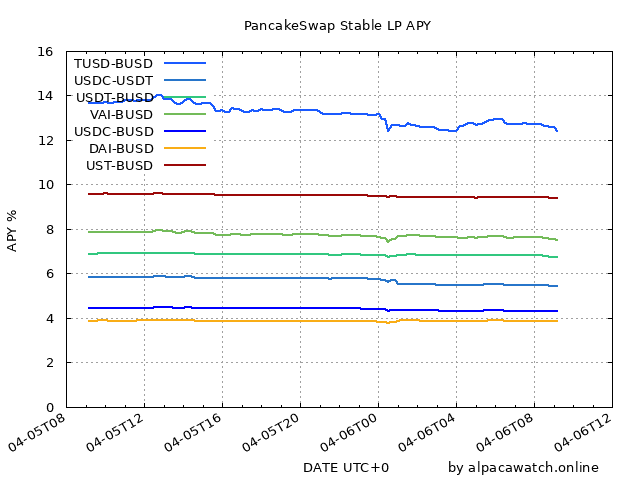 PancakeSwap Stable LP APY
APY %
16
14
12
10
8
6
4
2
0
TUSD-BUSD
USDC-USDT
USDT-BUSD
VAI-BUSD
USDC-BUSD
DAI-BUSD
UST-BUSD
04-05T08
04-05T12
04-05T16
04-05T20
04-06T00
04-06T04
04-06T08
04-06T12
DATE UTC+0
by alpacawatch.online